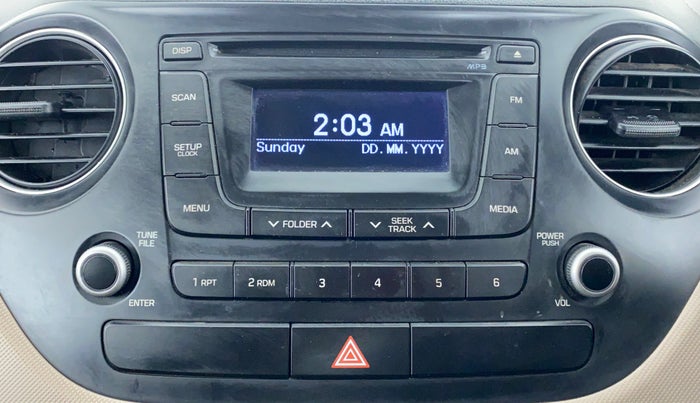 DISP
MP3
SCAN
2:03 AM
FM
Sunday DD.MM.YYYY
SETUP
CLOCK
AM
MENU
FOLDER
SEEK
TRACK
MEDIA
TUNE
FILE
POWER
PUSH
1 RPT 2 RDM 3 4 5 6
ENTER
VOL